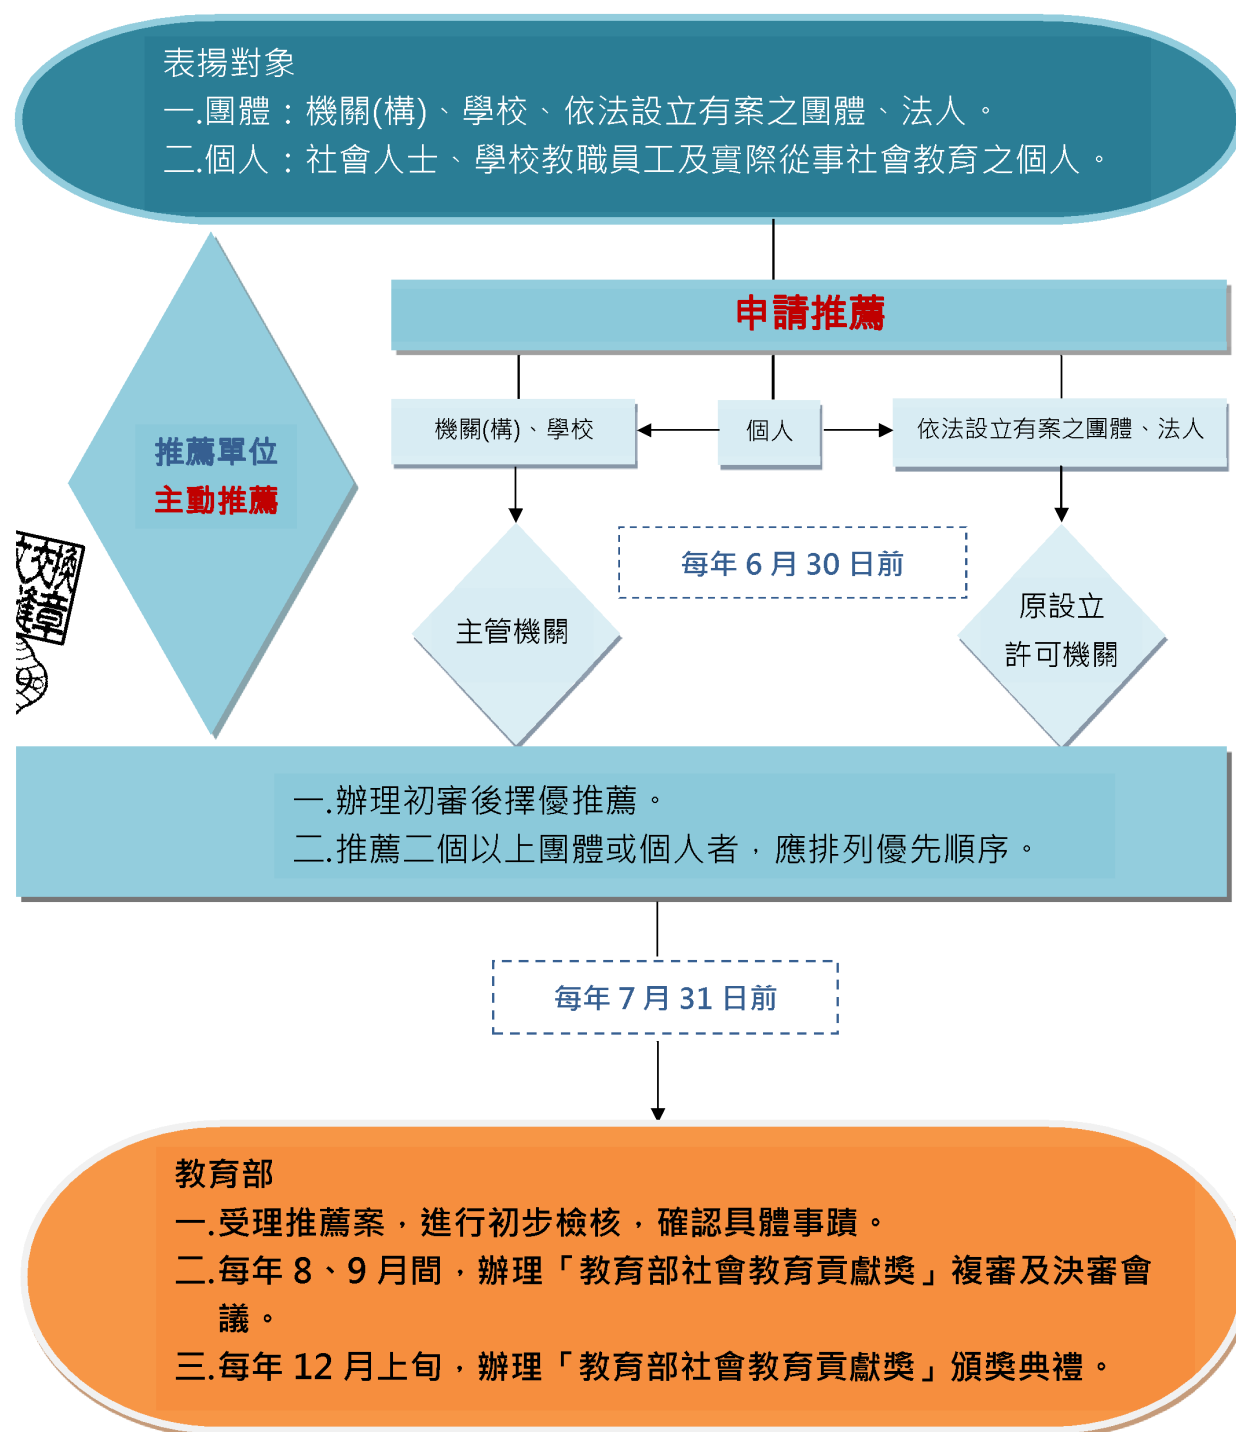 表揚對象
一.團體：機關(構)、學校、依法設立有案之團體、法人。
二.個人：社會人士、學校教職員工及實際從事社會教育之個人。
申請推薦
機關(構)、學校
個人
依法設立有案之團體、法人
推薦單位
主動推薦
每年 6 月 30 日前
主管機關
原設立
許可機關
交換
章
一.辦理初審後擇優推薦。
二.推薦二個以上團體或個人者，應排列優先順序。
每年 7 月 31 日前
教育部
一.受理推薦案，進行初步檢核，確認具體事蹟。
二.每年 8、9 月間，辦理「教育部社會教育貢獻獎」複審及決審會
議。
三.每年 12 月上旬，辦理「教育部社會教育貢獻獎」頒獎典禮。